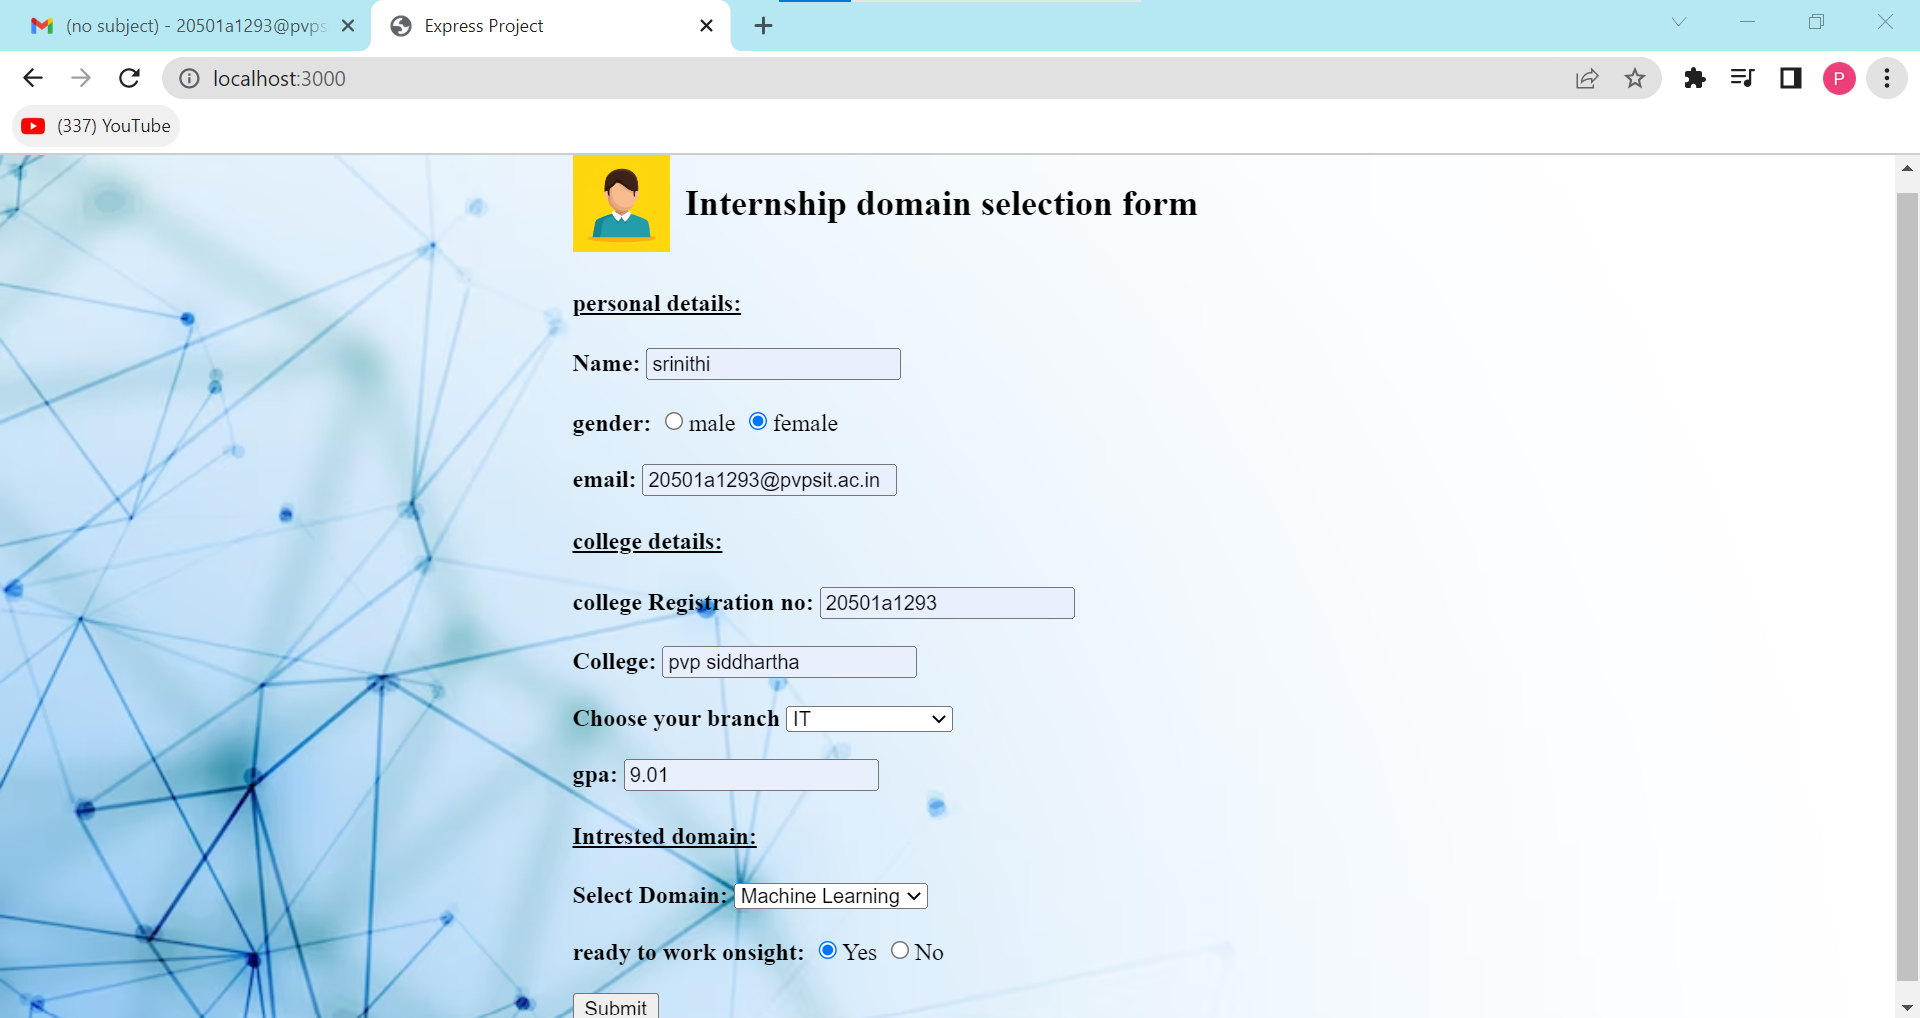 (no subject) - 20501a1293@pvps
Express Project
localhost:3000
P
(337) YouTube
Internship domain selection form
personal details:
Name: srinithi
gender: male female
email: 20501a1293@pvpsit.ac.in
college details:
college Registration no: 20501a1293
College: pvp siddhartha
Choose your branch IT
gpa: 9.01
Intrested domain:
Select Domain: Machine Learning
ready to work onsight: Yes No
Submit